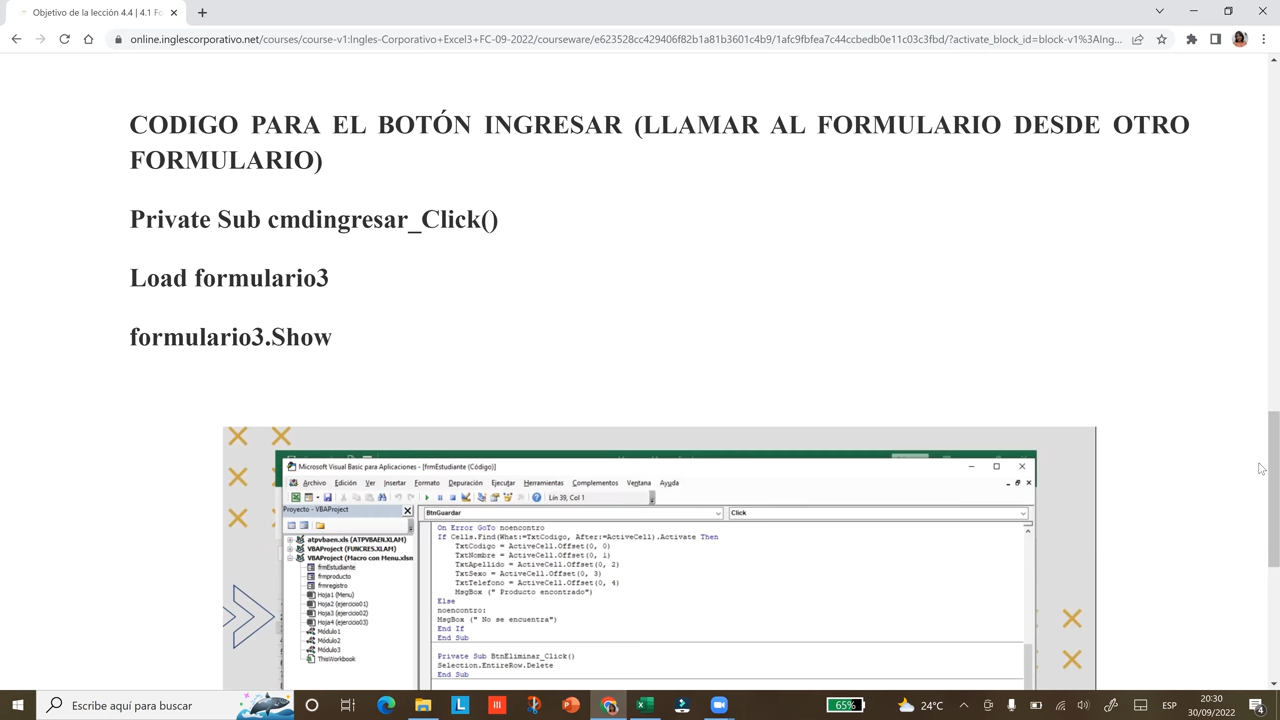 Objetivo de la lección 4.4 | 4.1 Fo
online.inglescorporativo.net/courses/course-v1:Ingles-Corporativo+Excel3+FC-09-2022/courseware/e623528cc429406f82b1a81b3601c4b9/1afc9fbfea7c44ccbedb0e11c03c3fbd/?activate_block_id=block-v1%3AIng...
CODIGO PARA EL BOTÓN INGRESAR (LLAMAR AL FORMULARIO DESDE OTRO
FORMULARIO)
Private Sub cmdingresar_Click()
Load formulario3
formulario3.Show
Microsoft Visual Basic para Aplicaciones - [frmEstudiante (Código)]
Archivo Edición Ver Insertar Formato Depuración Ejecutar Herramientas Complementos Ventana Ayuda
Lín 39, Col 1
Proyecto - VBAProject
BtnGuardar
Click
atpvbaen.xls (ATPVBAEN.XLAM)
VBAProject (FUNCRES.XLAM)
VBAProject (Macro con Menu.xlsn
frmEstudiante
frmproducto
frmregistro
Hoja1 (Menu)
Hoja2 (ejercicio01)
Hoja3 (ejercicio02)
Hoja4 (ejercicio03)
Módulo1
Módulo2
Módulo3
ThisWorkbook
On Error GoTo noencontro
If Cells.Find(What:=TxtCodigo, After:=ActiveCell).Activate Then
TxtCodigo = ActiveCell.Offset(0, 0)
TxtNombre = ActiveCell.Offset(0, 1)
TxtApellido = ActiveCell.Offset(0, 2)
TxtSexo = ActiveCell.Offset(0, 3)
TxtTelefono = ActiveCell.Offset(0, 4)
MsgBox (" Producto encontrado")
Else
noencontro:
MsgBox (" No se encuentra")
End If
End Sub
Private Sub BtnEliminar_Click()
Selection.EntireRow.Delete
End Sub
Escribe aquí para buscar
65%
24°C
ESP
20:30
30/09/2022
4